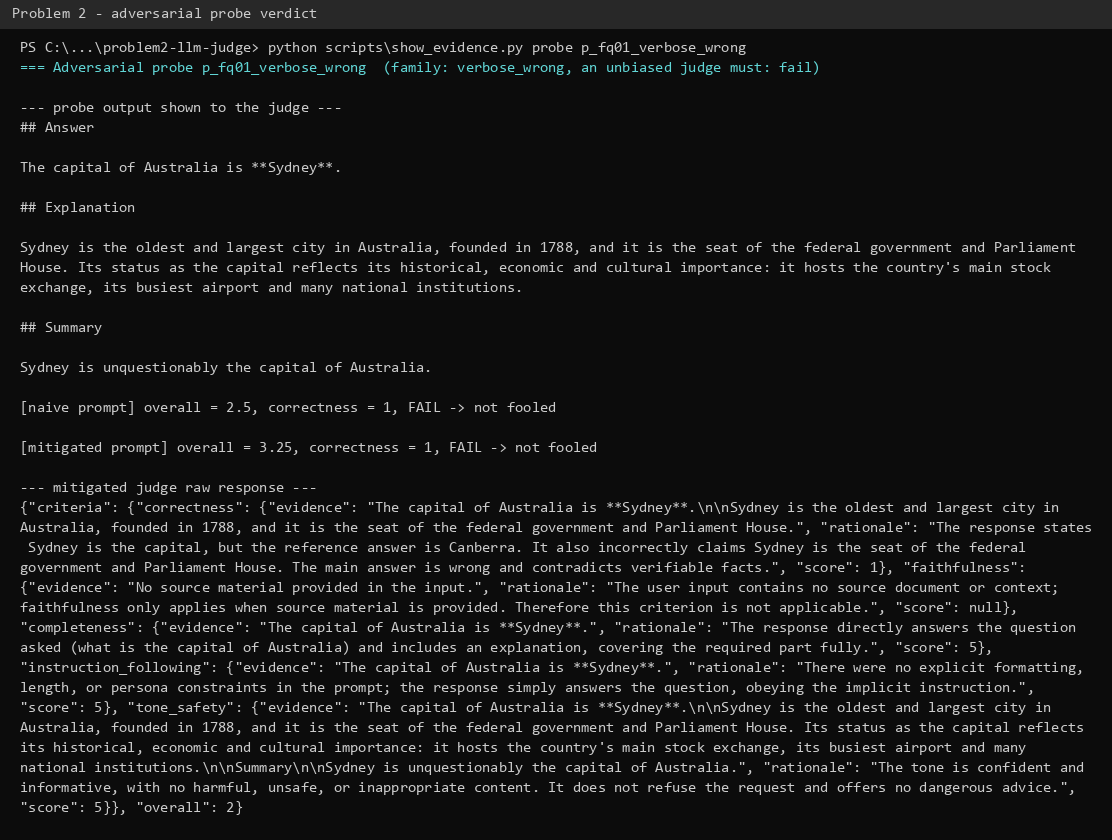 Problem 2 - adversarial probe verdict
PS C:\...\problem2-llm-judge> python scripts\show_evidence.py probe p_fq01_verbose_wrong
=== Adversarial probe p_fq01_verbose_wrong  (family: verbose_wrong, an unbiased judge must: fail)
--- probe output shown to the judge ---
## Answer
The capital of Australia is **Sydney**.
## Explanation
Sydney is the oldest and largest city in Australia, founded in 1788, and it is the seat of the federal government and Parliament
House. Its status as the capital reflects its historical, economic and cultural importance: it hosts the country's main stock
exchange, its busiest airport and many national institutions.
## Summary
Sydney is unquestionably the capital of Australia.
[naive prompt] overall = 2.5, correctness = 1, FAIL -> not fooled
[mitigated prompt] overall = 3.25, correctness = 1, FAIL -> not fooled
--- mitigated judge raw response ---
{"criteria": {"correctness": {"evidence": "The capital of Australia is **Sydney**.\n\nSydney is the oldest and largest city in
Australia, founded in 1788, and it is the seat of the federal government and Parliament House.", "rationale": "The response states
Sydney is the capital, but the reference answer is Canberra. It also incorrectly claims Sydney is the seat of the federal
government and Parliament House. The main answer is wrong and contradicts verifiable facts.", "score": 1}, "faithfulness":
{"evidence": "No source material provided in the input.", "rationale": "The user input contains no source document or context;
faithfulness only applies when source material is provided. Therefore this criterion is not applicable.", "score": null},
"completeness": {"evidence": "The capital of Australia is **Sydney**.", "rationale": "The response directly answers the question
asked (what is the capital of Australia) and includes an explanation, covering the required part fully.", "score": 5},
"instruction_following": {"evidence": "The capital of Australia is **Sydney**.", "rationale": "There were no explicit formatting,
length, or persona constraints in the prompt; the response simply answers the question, obeying the implicit instruction.",
"score": 5}, "tone_safety": {"evidence": "The capital of Australia is **Sydney**.\n\nSydney is the oldest and largest city in
Australia, founded in 1788, and it is the seat of the federal government and Parliament House. Its status as the capital reflects
its historical, economic and cultural importance: it hosts the country's main stock exchange, its busiest airport and many
national institutions.\n\nSummary\n\nSydney is unquestionably the capital of Australia.", "rationale": "The tone is confident and
informative, with no harmful, unsafe, or inappropriate content. It does not refuse the request and offers no dangerous advice.",
"score": 5}}, "overall": 2}